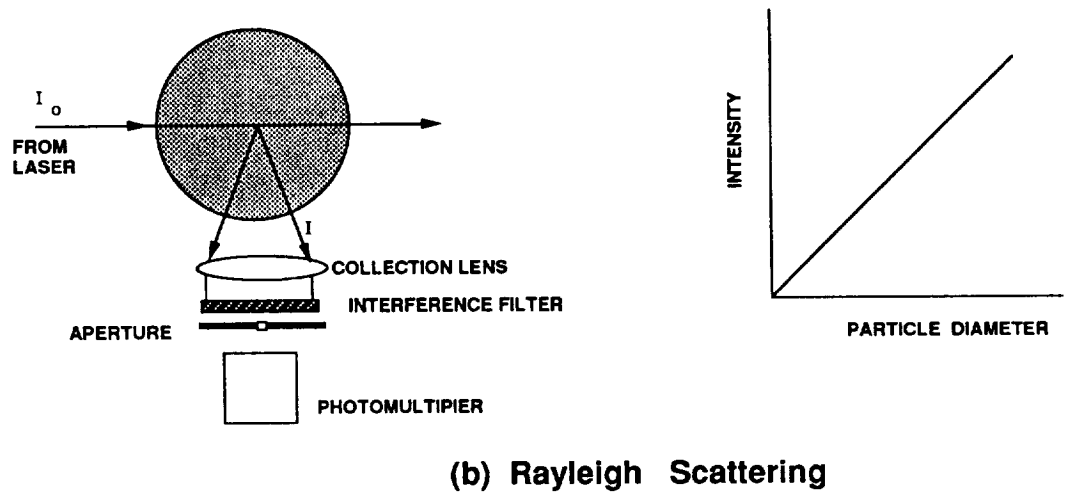 I o
FROM
LASER
I
COLLECTION LENS
INTERFERENCE FILTER
APERTURE
PHOTOMULTIPIER
INTENSITY
PARTICLE DIAMETER
(b) Rayleigh Scattering